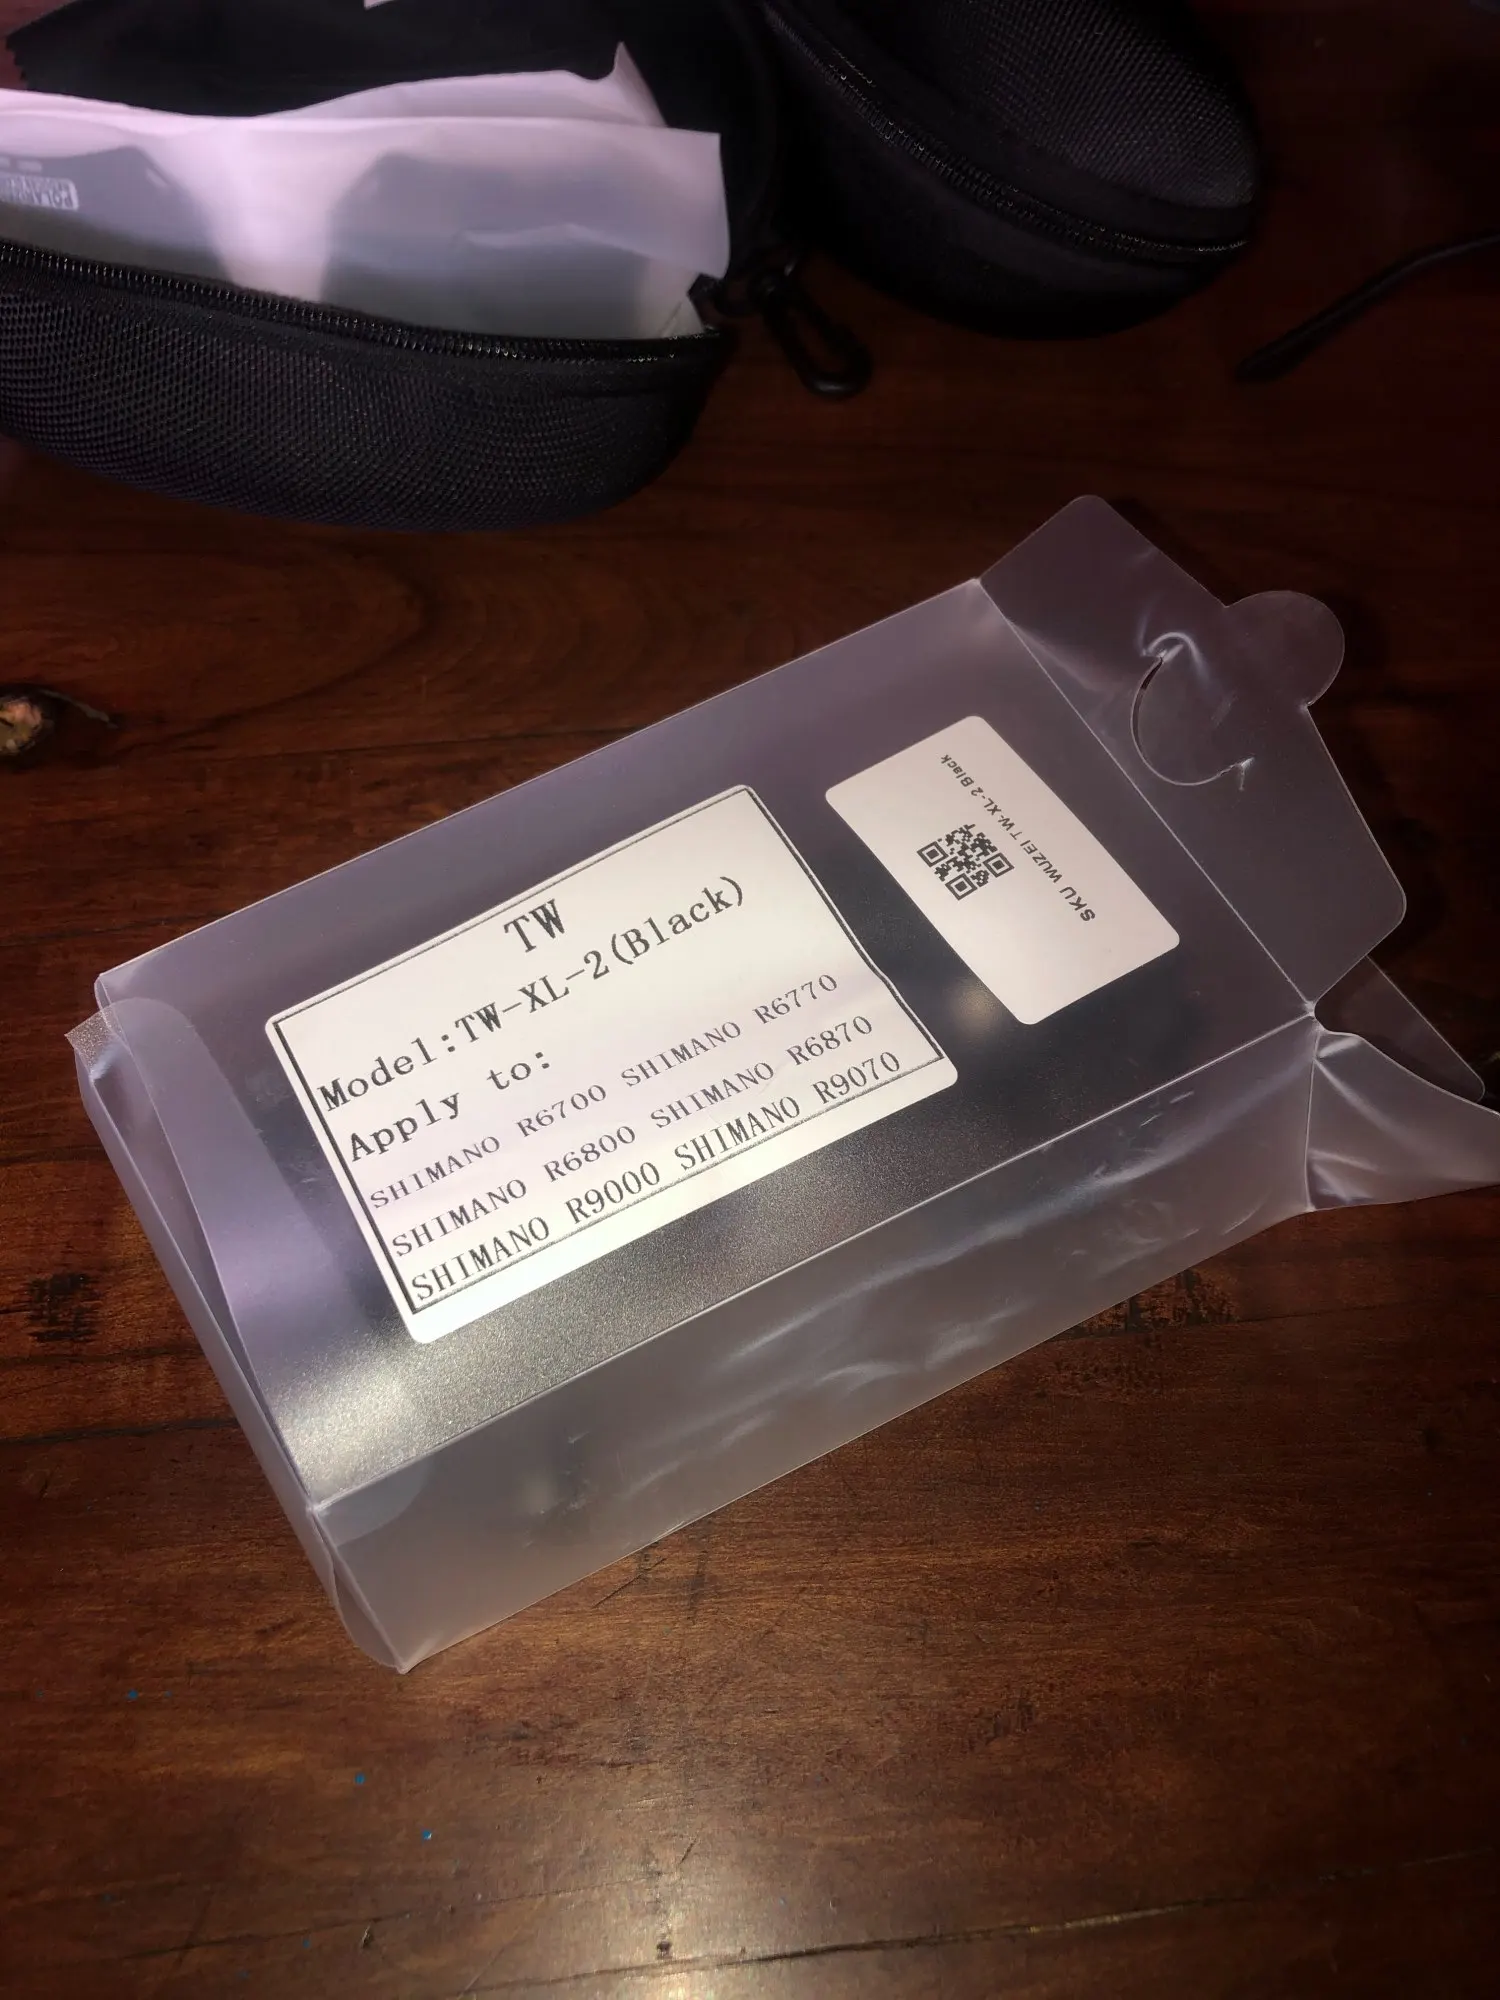 TW
Model:TW-XL-2(Black)
Apply to:
SHIMANO R6700 SHIMANO R6770
SHIMANO R6800 SHIMANO R6870
SHIMANO R9000 SHIMANO R9070
SKU WUZEI TW-XL-2 Black